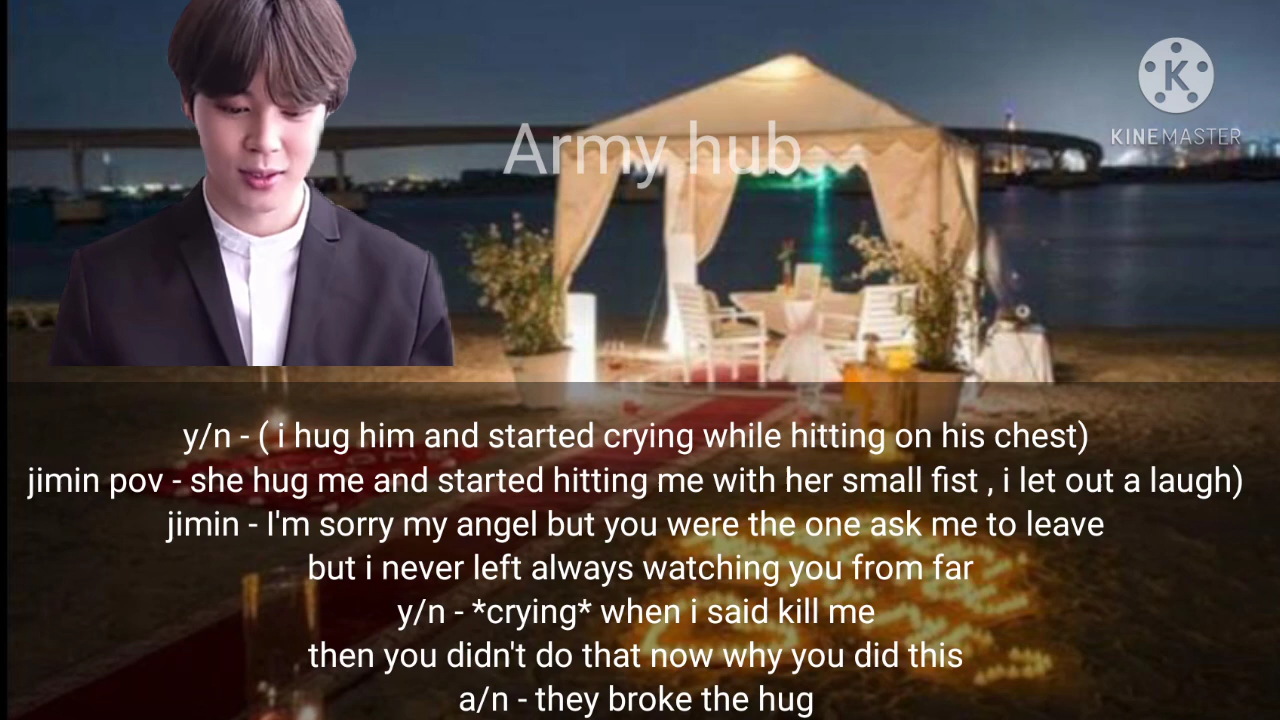 Army hub
KINEMASTER
y/n - ( i hug him and started crying while hitting on his chest)
jimin pov - she hug me and started hitting me with her small fist , i let out a laugh)
jimin - I'm sorry my angel but you were the one ask me to leave
but i never left always watching you from far
y/n - *crying* when i said kill me
then you didn't do that now why you did this
a/n - they broke the hug